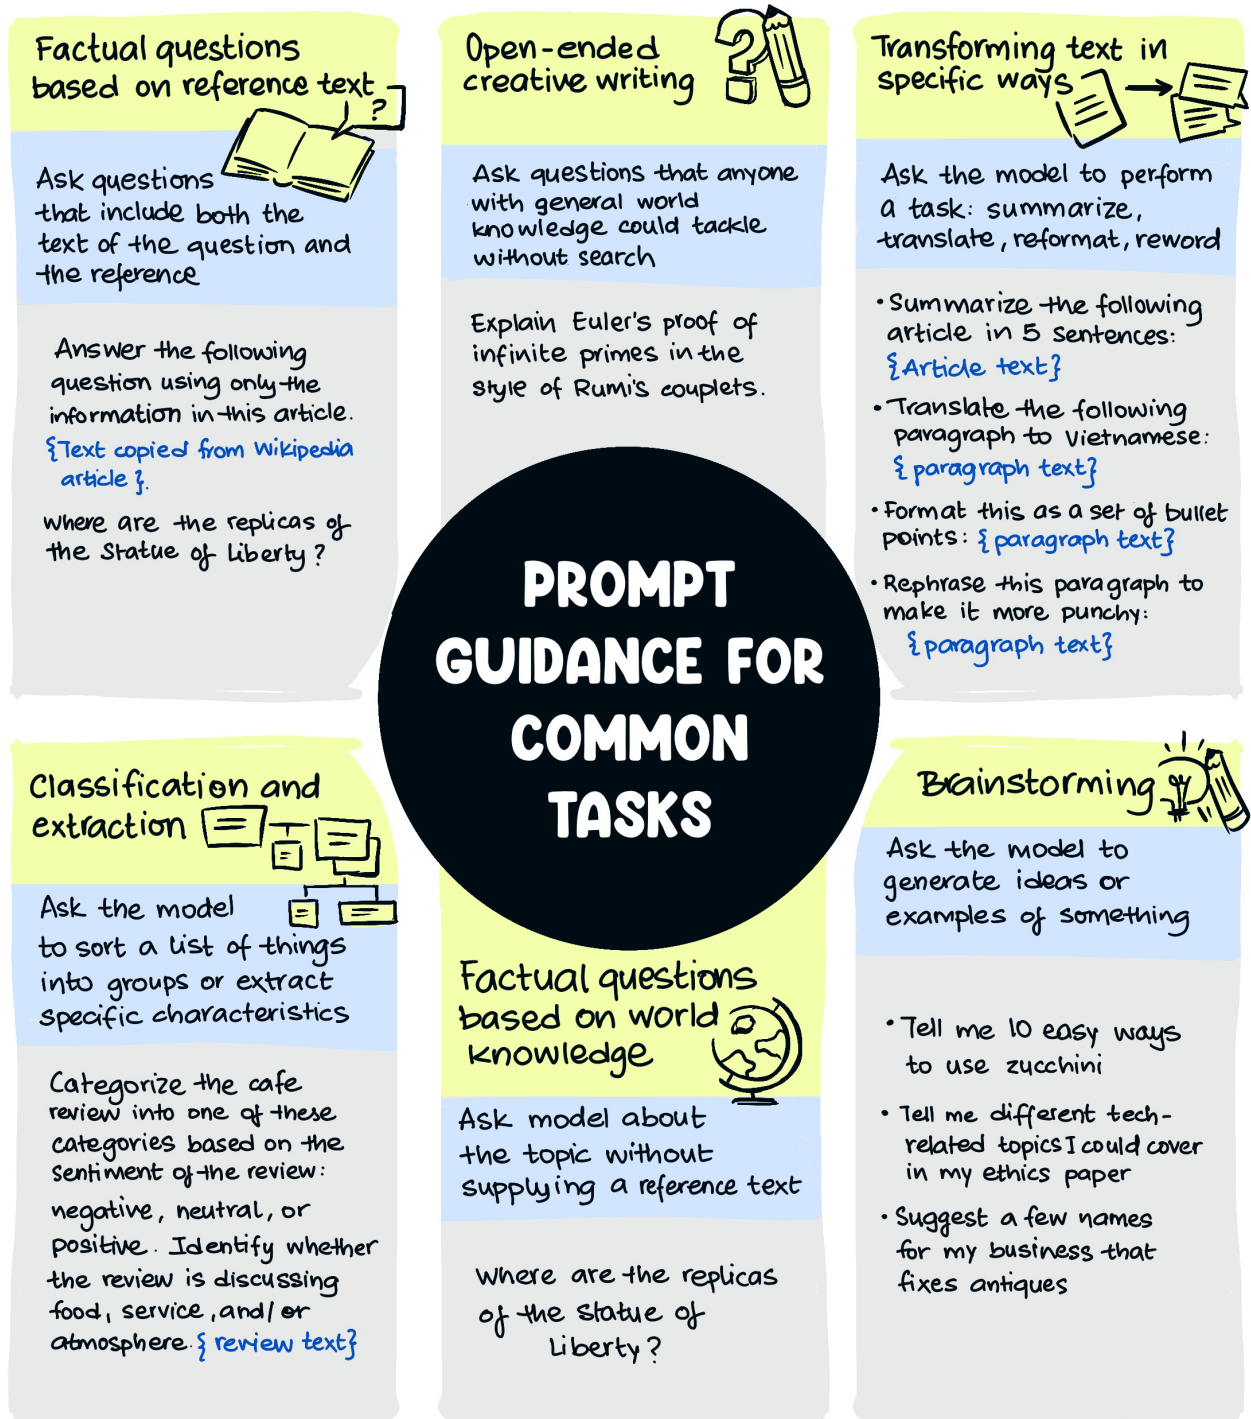 Factual questions
based on reference text
?
Ask questions
that include both the
text of the question and
the reference
Answer the following
question using only the
information in this article.
{Text copied from Wikipedia
article}.
Where are the replicas of
the Statue of Liberty?
Open-ended
creative writing
?
Ask questions that anyone
with general world
knowledge could tackle
without search
Explain Euler's proof of
infinite primes in the
style of Rumi's couplets.
Transforming text in
specific ways
Ask the model to perform
a task: summarize,
translate, reformat, reword
• Summarize the following
article in 5 sentences:
{Article text}
• Translate the following
paragraph to Vietnamese:
{paragraph text}
• Format this as a set of bullet
points: {paragraph text}
• Rephrase this paragraph to
make it more punchy:
{paragraph text}
PROMPT
GUIDANCE FOR
COMMON
TASKS
Classification and
extraction
Ask the model
to sort a list of things
into groups or extract
specific characteristics
Categorize the cafe
review into one of these
categories based on the
sentiment of the review:
negative, neutral, or
positive. Identify whether
the review is discussing
food, service, and/or
atmosphere. {review text}
Factual questions
based on world
knowledge
Ask model about
the topic without
supplying a reference text
Where are the replicas
of the Statue of
Liberty?
Brainstorming
Ask the model to
generate ideas or
examples of something
• Tell me 10 easy ways
to use zucchini
• Tell me different tech-
related topics I could cover
in my ethics paper
• Suggest a few names
for my business that
fixes antiques